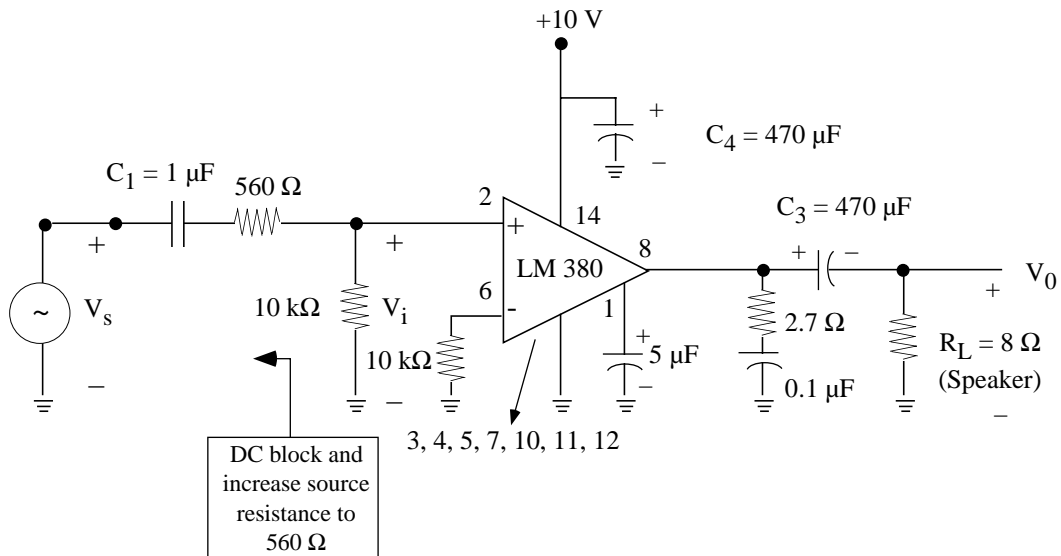 +10 V
+
C4 = 470 µF
–
C1 = 1 µF
560 Ω
2
14
C3 = 470 µF
+
+
+
8
+
–
LM 380
V0
~
Vs
10 kΩ
Vi
6
-
1
+
2.7 Ω
10 kΩ
+
5 µF
RL = 8 Ω
(Speaker)
0.1 µF
–
–
–
–
3, 4, 5, 7, 10, 11, 12
DC block and
increase source
resistance to
560 Ω